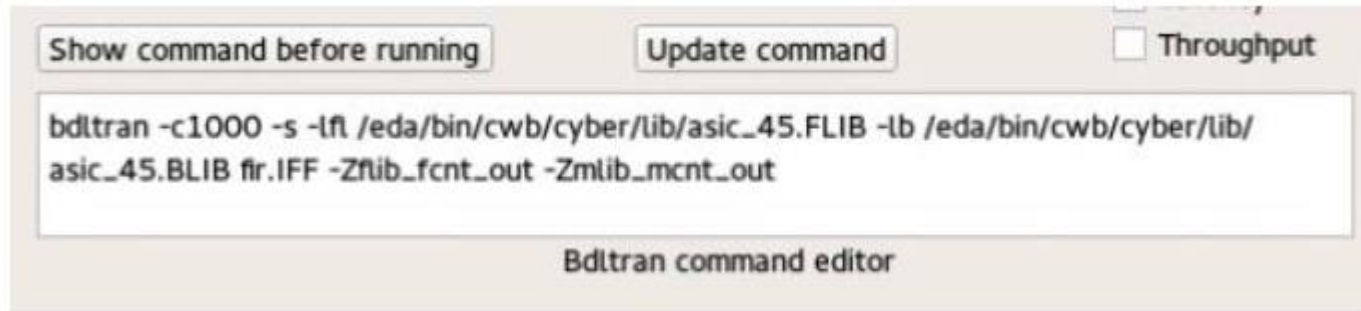 Show command before running
Update command
Throughput
bdltran -c1000 -s -lfl /eda/bin/cwb/cyber/lib/asic_45.FLIB -lb /eda/bin/cwb/cyber/lib/
asic_45.BLIB fir.IFF -Zflib_fcnt_out -Zmlib_mcnt_out
Bdltran command editor